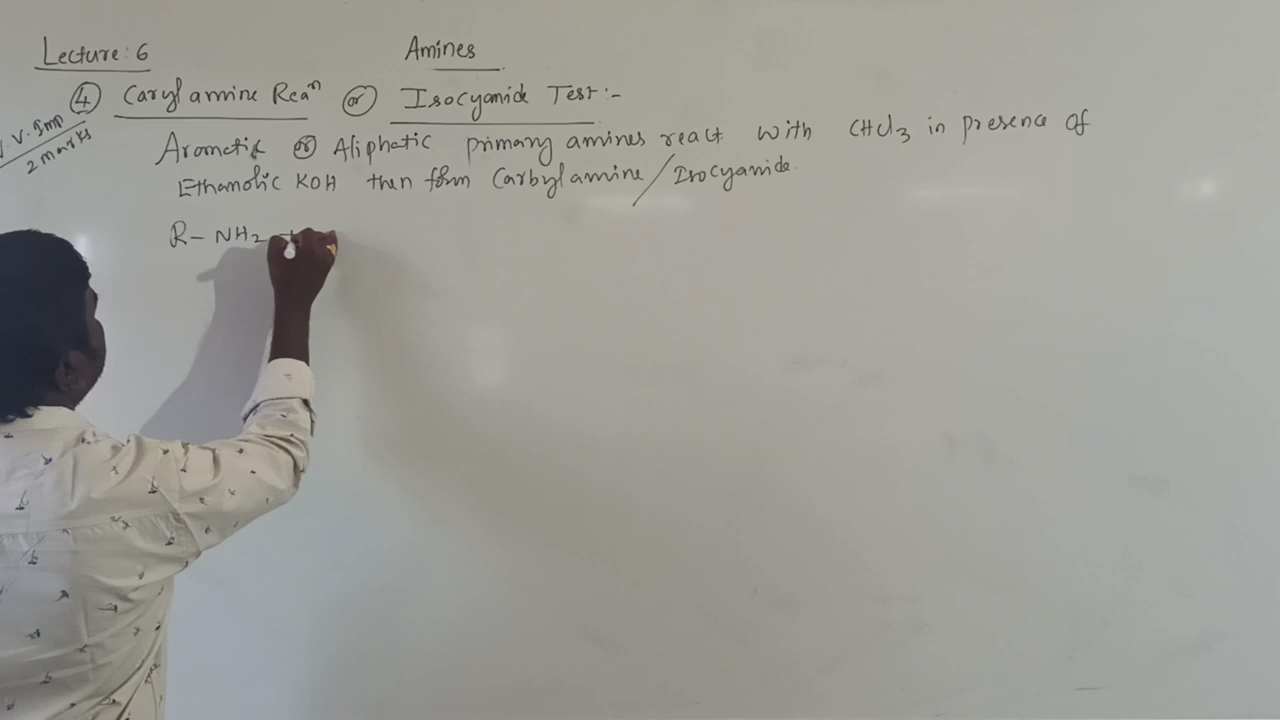 Lecture: 6
Amines
④ Carylamine Reaⁿ or Isocyanide Test:-
V.V. Imp
2 marks
Aromatic or Aliphatic primary amines react with CHCl3 in presence of
Ethanolic KOH then form Carbylamine/Isocyanide.
R- NH2 +